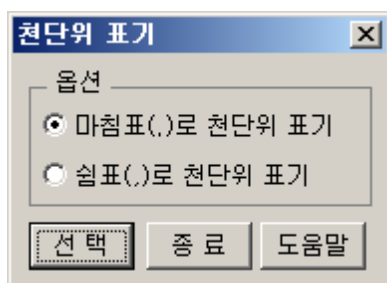 천단위 표기
옵션
마침표(.)로 천단위 표기
쉼표(,)로 천단위 표기
선 택 종 료 도움말